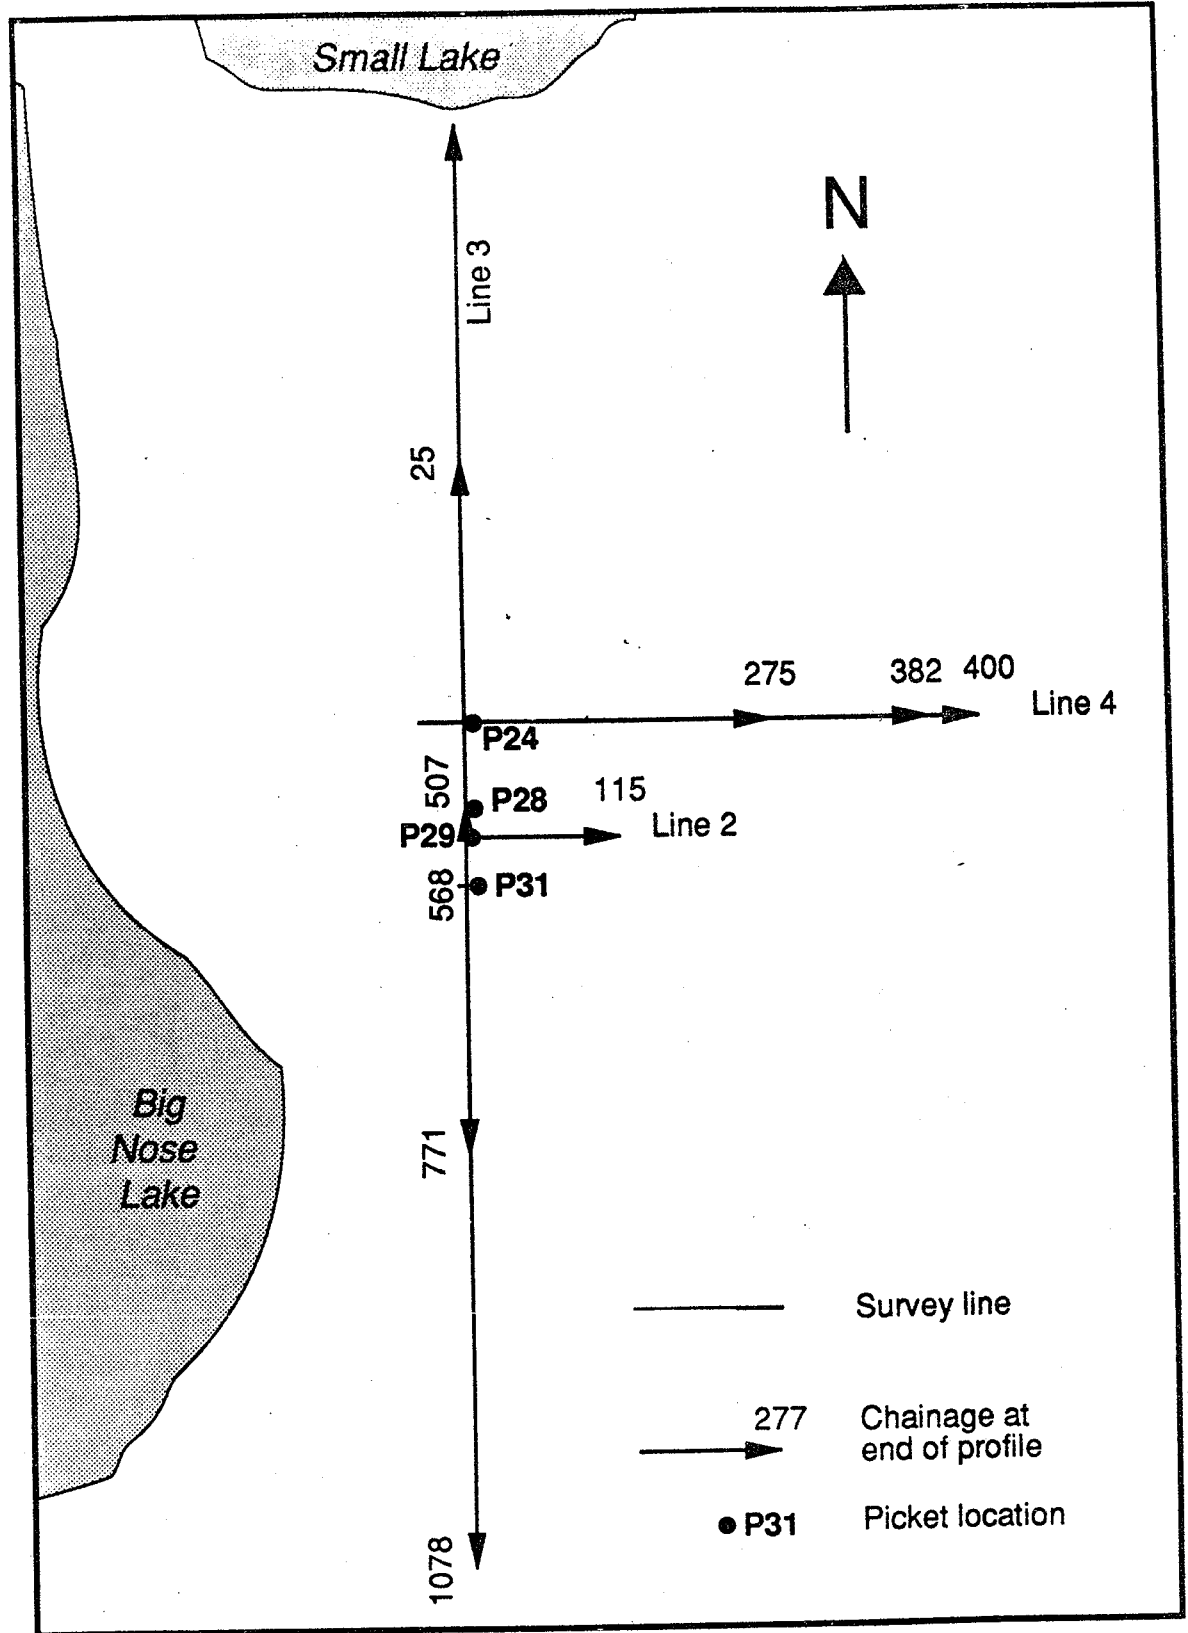 Small Lake
N
Line 3
25
275
382
400
Line 4
P24
507
P28
115
P29
Line 2
568
P31
Big
Nose
Lake
771
Survey line
277
Chainage at
end of profile
P31
Picket location
1078